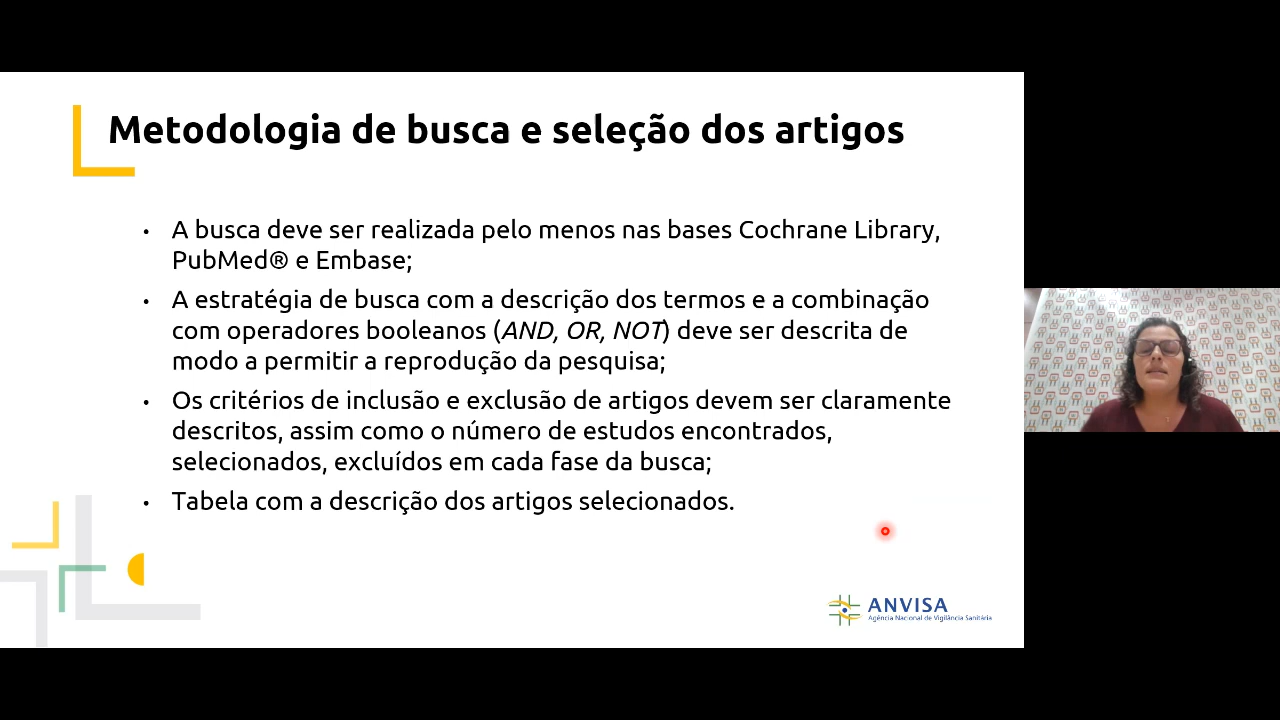 Metodologia de busca e seleção dos artigos
• A busca deve ser realizada pelo menos nas bases Cochrane Library,
PubMed® e Embase;
• A estratégia de busca com a descrição dos termos e a combinação
com operadores booleanos (AND, OR, NOT) deve ser descrita de
modo a permitir a reprodução da pesquisa;
• Os critérios de inclusão e exclusão de artigos devem ser claramente
descritos, assim como o número de estudos encontrados,
selecionados, excluídos em cada fase da busca;
• Tabela com a descrição dos artigos selecionados.
ANVISA
Agência Nacional de Vigilância Sanitária